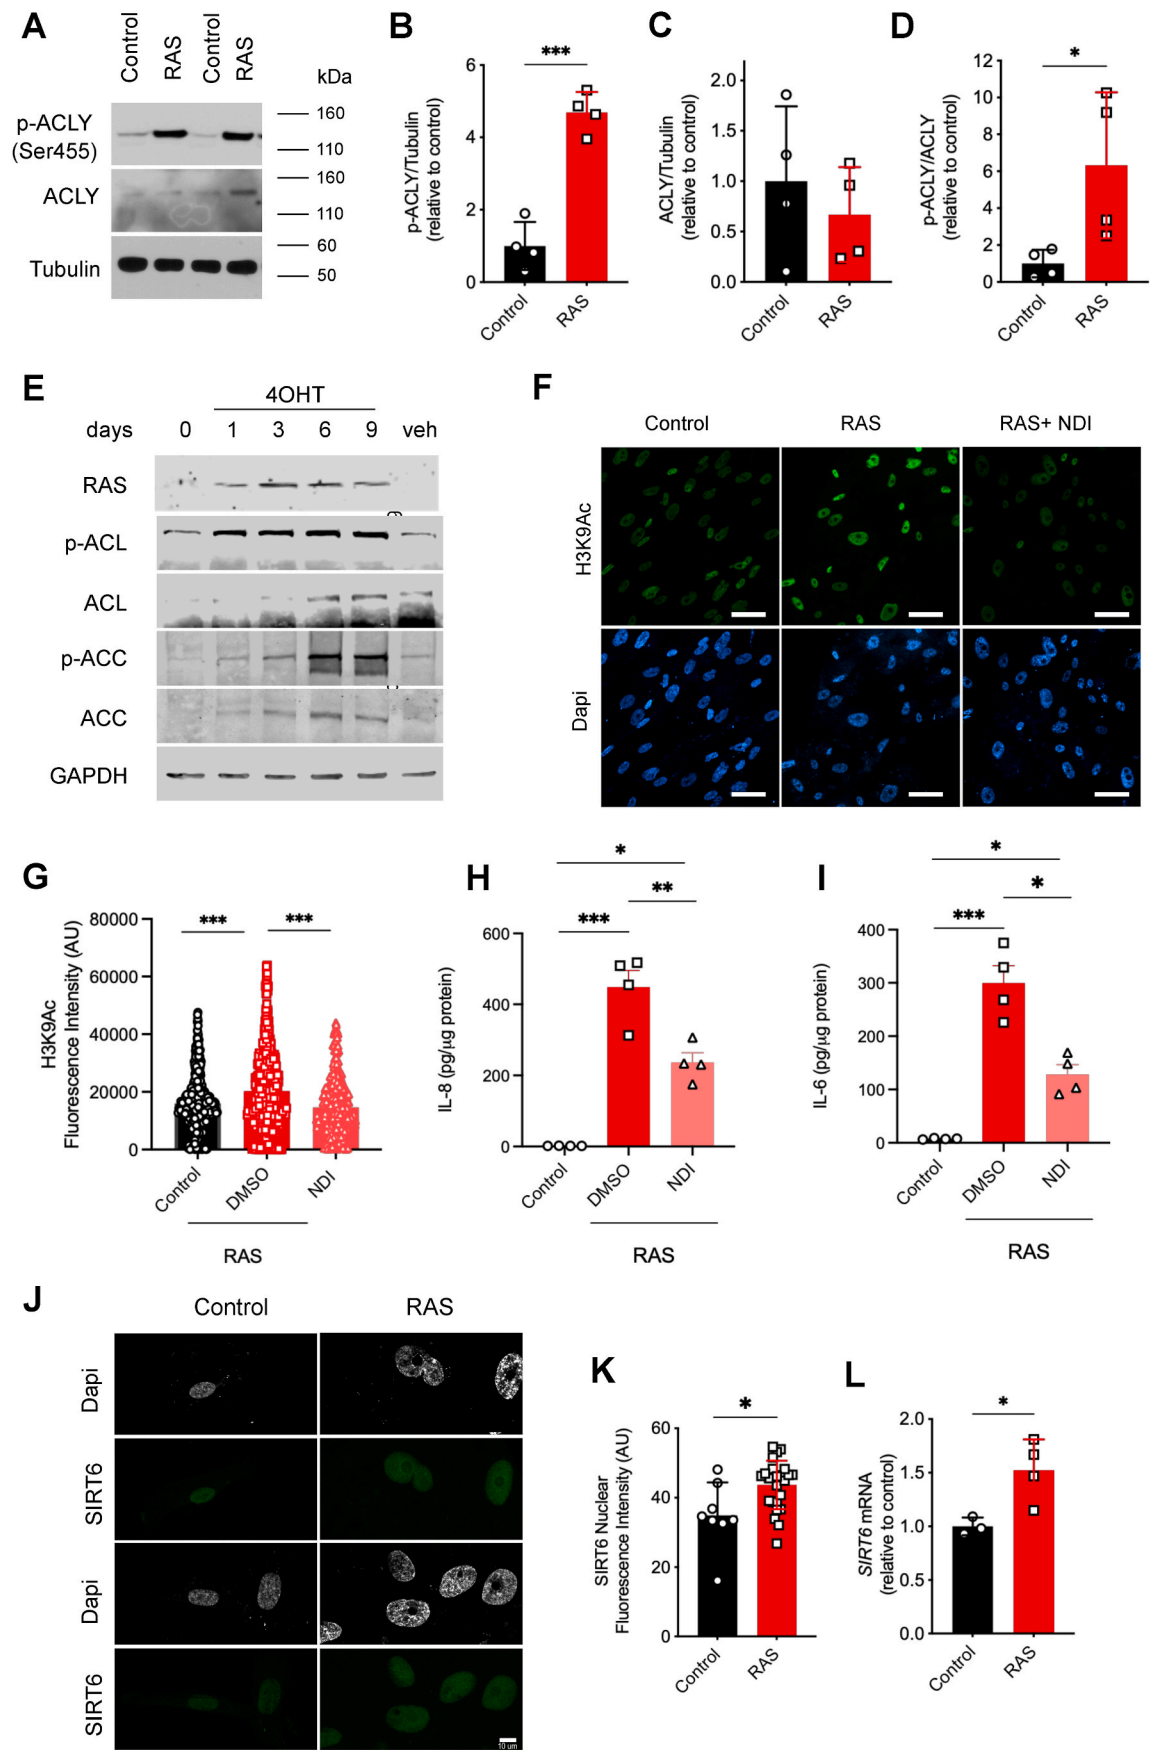 A
Control
RAS
Control
RAS
kDa
p-ACLY
(Ser455)
160
110
ACLY
160
110
Tubulin
60
50
B
***
p-ACLY/Tubulin
(relative to control)
6
4
2
0
Control
RAS
C
ACLY/Tubulin
(relative to control)
2.0
1.5
1.0
0.5
0.0
Control
RAS
D
*
p-ACLY/ACLY
(relative to control)
12
10
8
6
4
2
0
Control
RAS
E
4OHT
days 0 1 3 6 9 veh
RAS
p-ACL
ACL
p-ACC
ACC
GAPDH
F
Control RAS RAS+ NDI
H3K9Ac
Dapi
G
H3K9Ac
Fluorescence Intensity (AU)
80000
60000
40000
20000
0
*** ***
Control
DMSO
NDI
RAS
H
*
**
***
IL-8 (pg/µg protein)
600
400
200
0
Control
DMSO
NDI
RAS
I
*
*
***
IL-6 (pg/µg protein)
400
300
200
100
0
Control
DMSO
NDI
RAS
J
Control RAS
Dapi
SIRT6
Dapi
SIRT6
10 um
K
*
SIRT6 Nuclear
Fluorescence Intensity (AU)
60
40
20
0
Control
RAS
L
*
SIRT6 mRNA
(relative to control)
2.0
1.5
1.0
0.5
0.0
Control
RAS